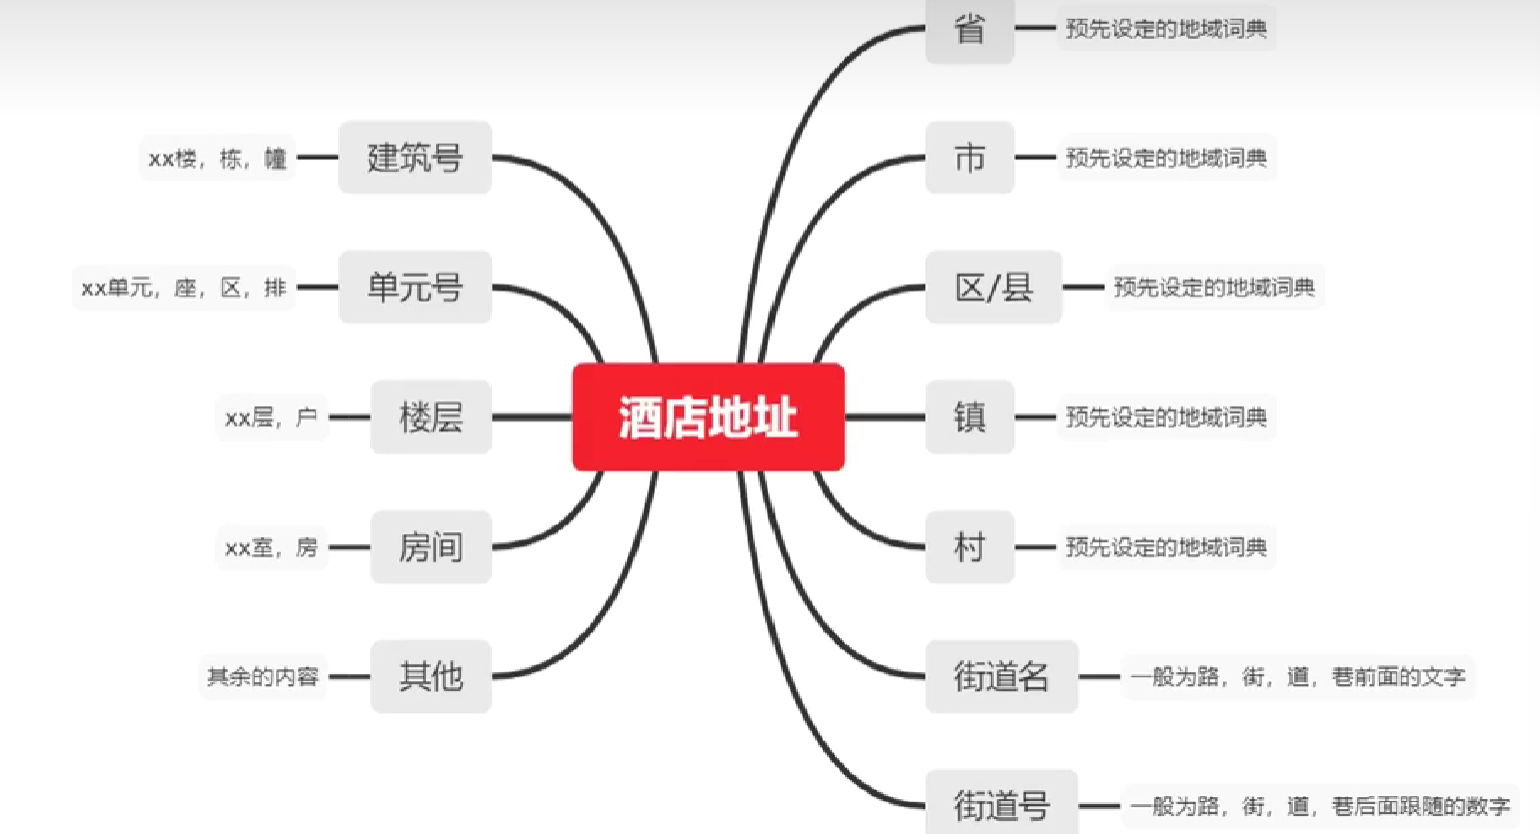 省
预先设定的地域词典
建筑号
xx楼，栋，幢
市
预先设定的地域词典
单元号
xx单元，座，区，排
区/县
预先设定的地域词典
楼层
xx层，户
酒店地址
镇
预先设定的地域词典
房间
xx室，房
村
预先设定的地域词典
其他
其余的内容
街道名
一般为路，街，道，巷前面的文字
街道号
一般为路，街，道，巷后面跟随的数字